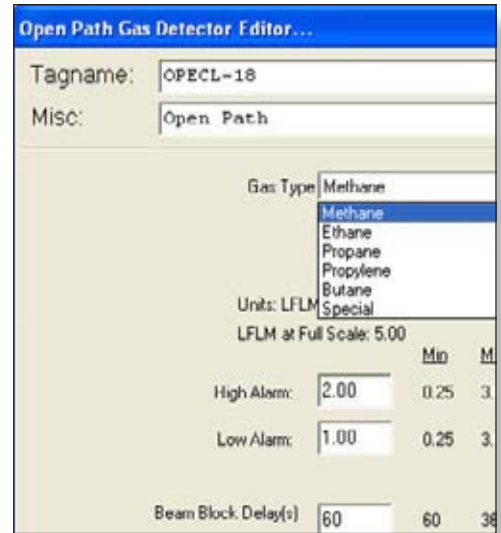 Open Path Gas Detector Editor...
Tagname: OPECL-18
Misc: Open Path
Gas Type Methane
Methane
Ethane
Propane
Propylene
Butane
Units: LFLM Special
LFLM at Full Scale: 5.00
Min
High Alarm: 2.00 0.25
Low Alarm: 1.00 0.25
Beam Block Delay(s) 60 60